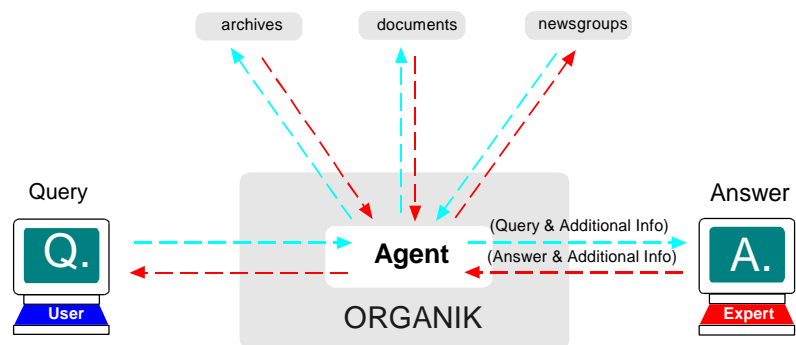 archives
documents
newsgroups
Query
Answer
(Query & Additional Info)
Q.
Agent
A.
(Answer & Additional Info)
User
ORGANIK
Expert